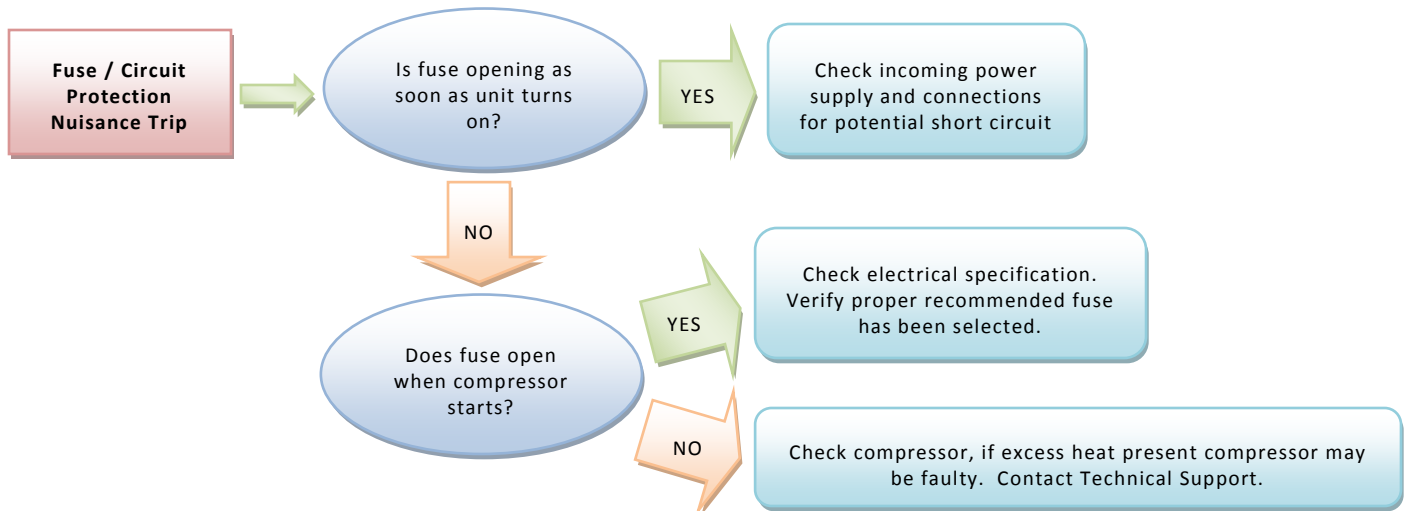 Fuse / Circuit
Protection
Nuisance Trip
Is fuse opening as
soon as unit turns
on?
YES
Check incoming power
supply and connections
for potential short circuit
NO
Does fuse open
when compressor
starts?
YES
Check electrical specification.
Verify proper recommended fuse
has been selected.
NO
Check compressor, if excess heat present compressor may
be faulty. Contact Technical Support.